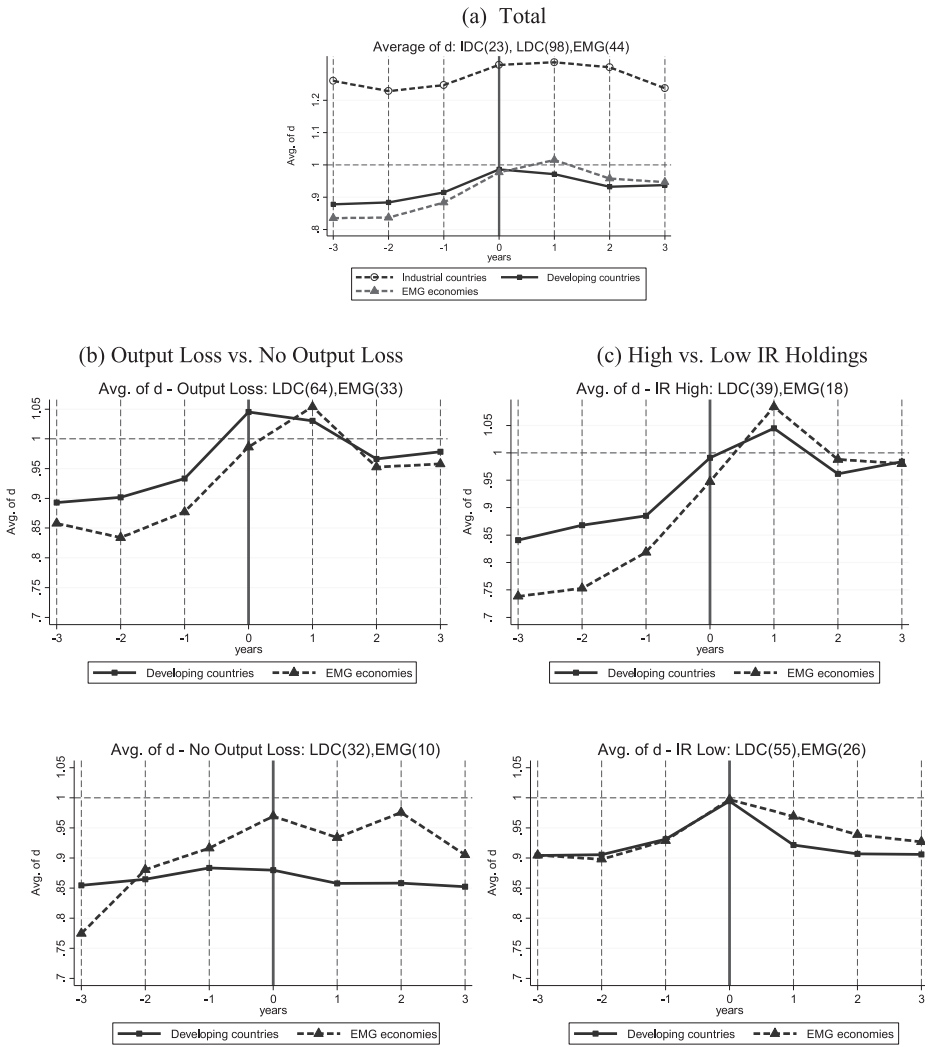 (a) Total
Average of d: IDC(23), LDC(98),EMG(44)
Avg. of d
1.2
1.1
1
.9
.8
-3 -2 -1 0 1 2 3
years
Industrial countries Developing countries
EMG economies
(b) Output Loss vs. No Output Loss
Avg. of d - Output Loss: LDC(64),EMG(33)
Avg. of d
1.05
1
.95
.9
.85
.8
.75
.7
-3 -2 -1 0 1 2 3
years
Developing countries EMG economies
(c) High vs. Low IR Holdings
Avg. of d - IR High: LDC(39),EMG(18)
Avg. of d
1.05
1
.95
.9
.85
.8
.75
.7
-3 -2 -1 0 1 2 3
years
Developing countries EMG economies
Avg. of d - No Output Loss: LDC(32),EMG(10)
Avg. of d
1.05
1
.95
.9
.85
.8
.75
.7
-3 -2 -1 0 1 2 3
years
Developing countries EMG economies
Avg. of d - IR Low: LDC(55),EMG(26)
Avg. of d
1.05
1
.95
.9
.85
.8
.75
.7
-3 -2 -1 0 1 2 3
years
Developing countries EMG economies